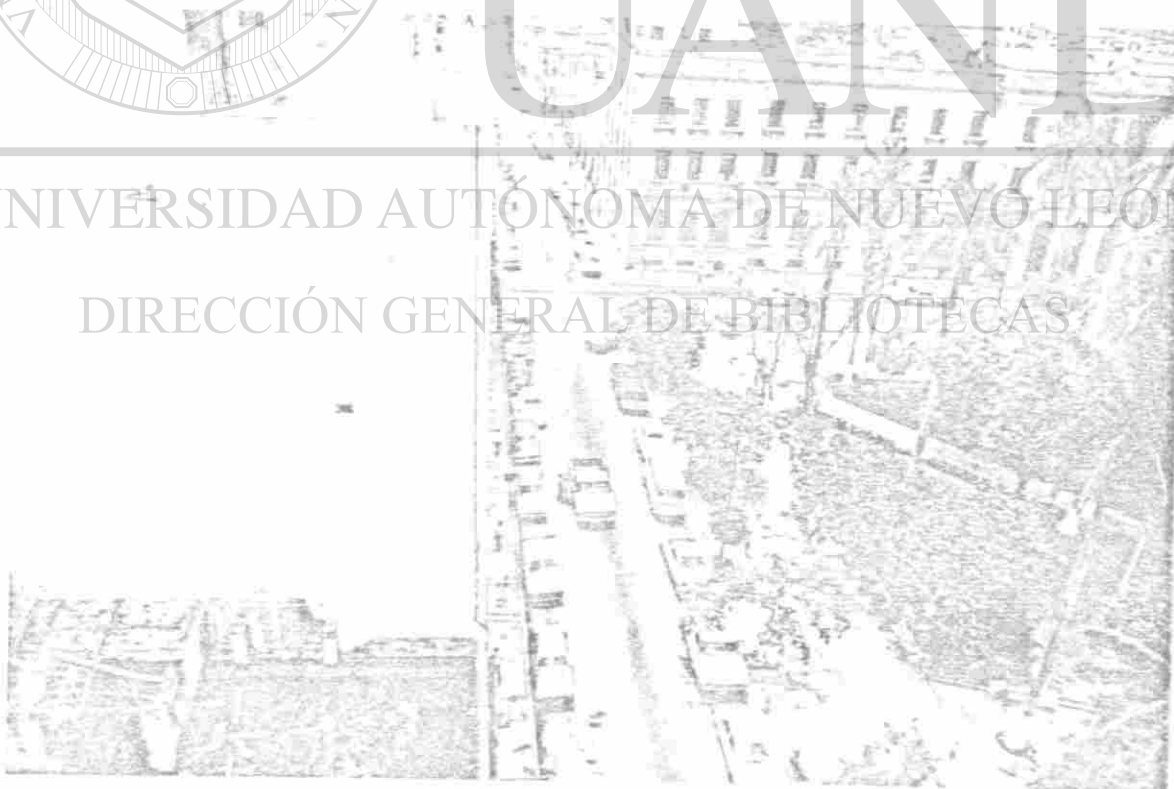 UANL
UNIVERSIDAD AUTÓNOMA DE NUEVO LEÓN
DIRECCIÓN GENERAL DE BIBLIOTECAS